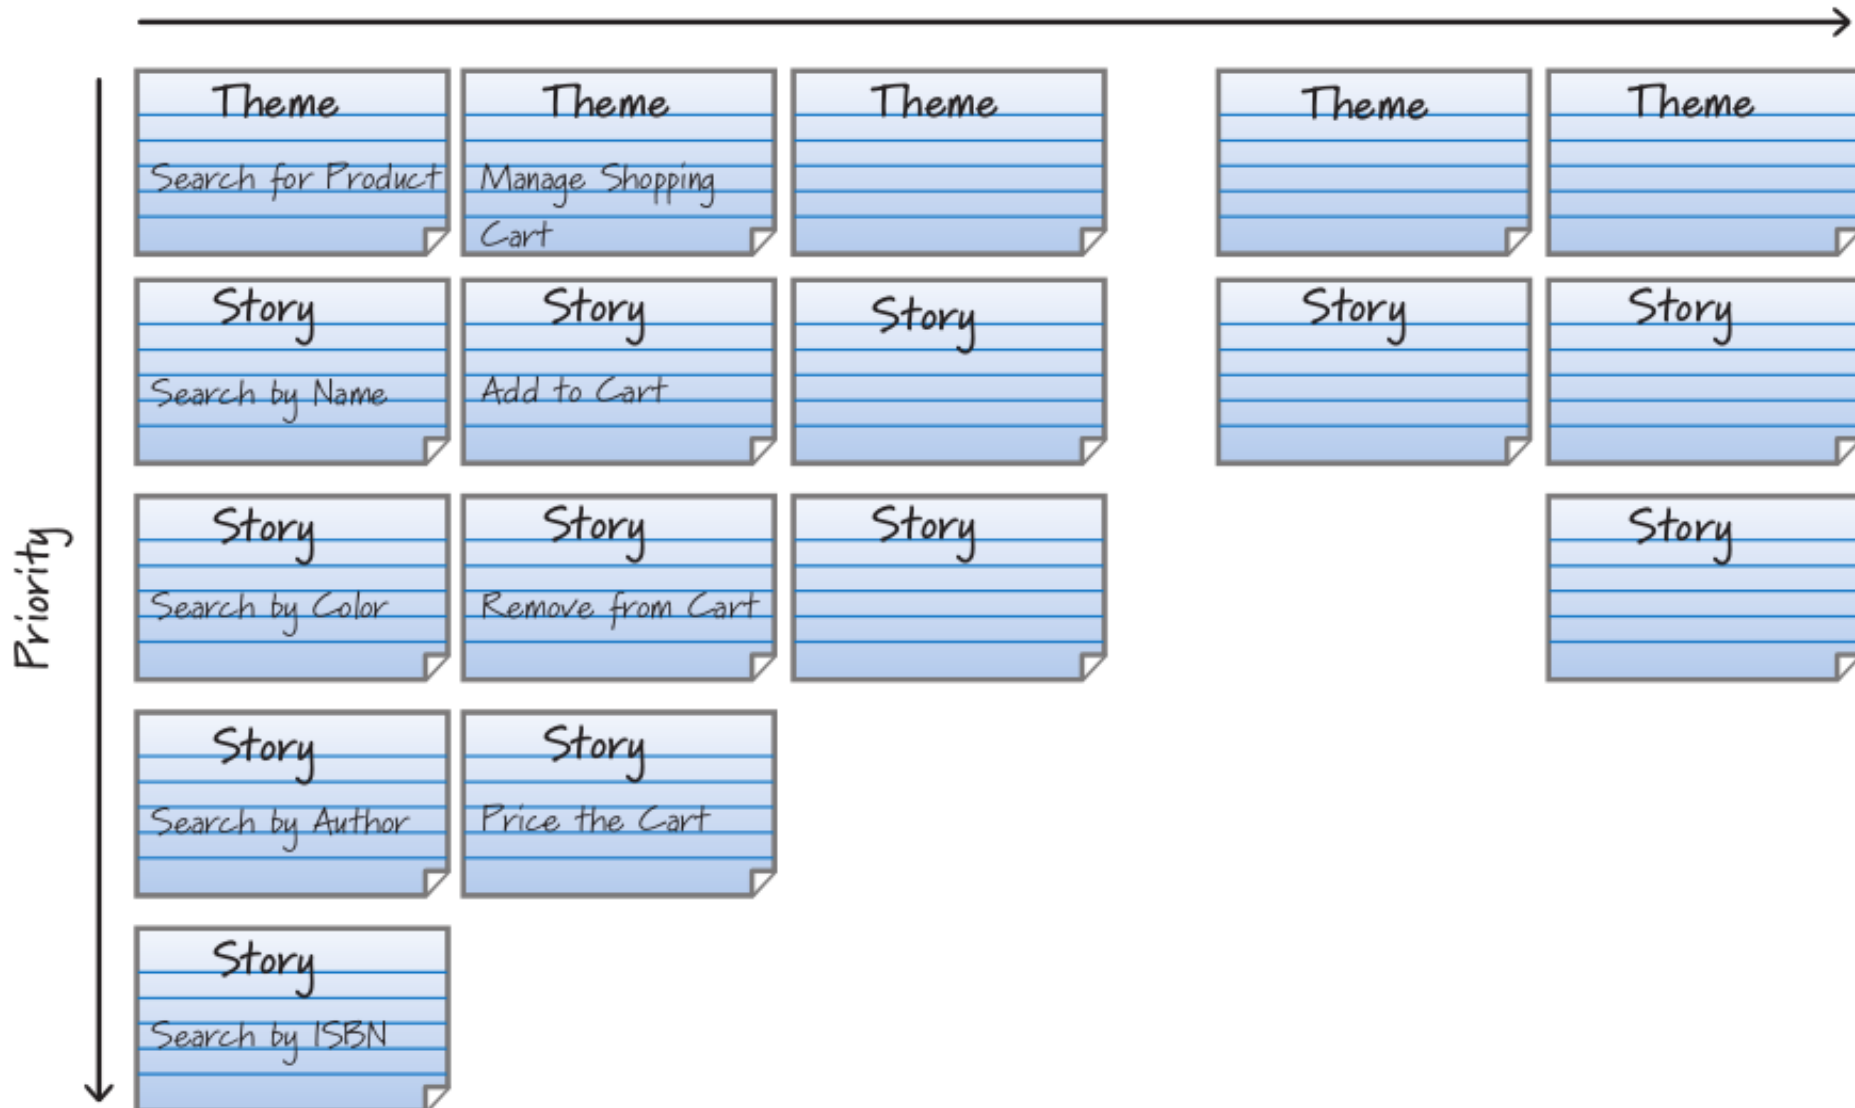 Theme
Theme
Theme
Theme
Theme
Search for Product
Manage Shopping
Cart
Story
Story
Story
Story
Story
Search by Name
Add to Cart
Priority
Story
Story
Story
Story
Search by Color
Remove from Cart
Story
Story
Search by Author
Price the Cart
Story
Search by ISBN